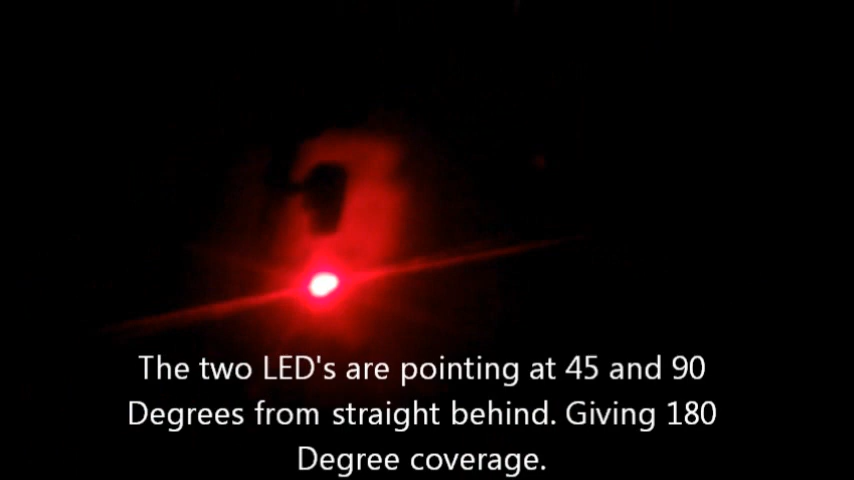 The two LED's are pointing at 45 and 90
Degrees from straight behind. Giving 180
Degree coverage.